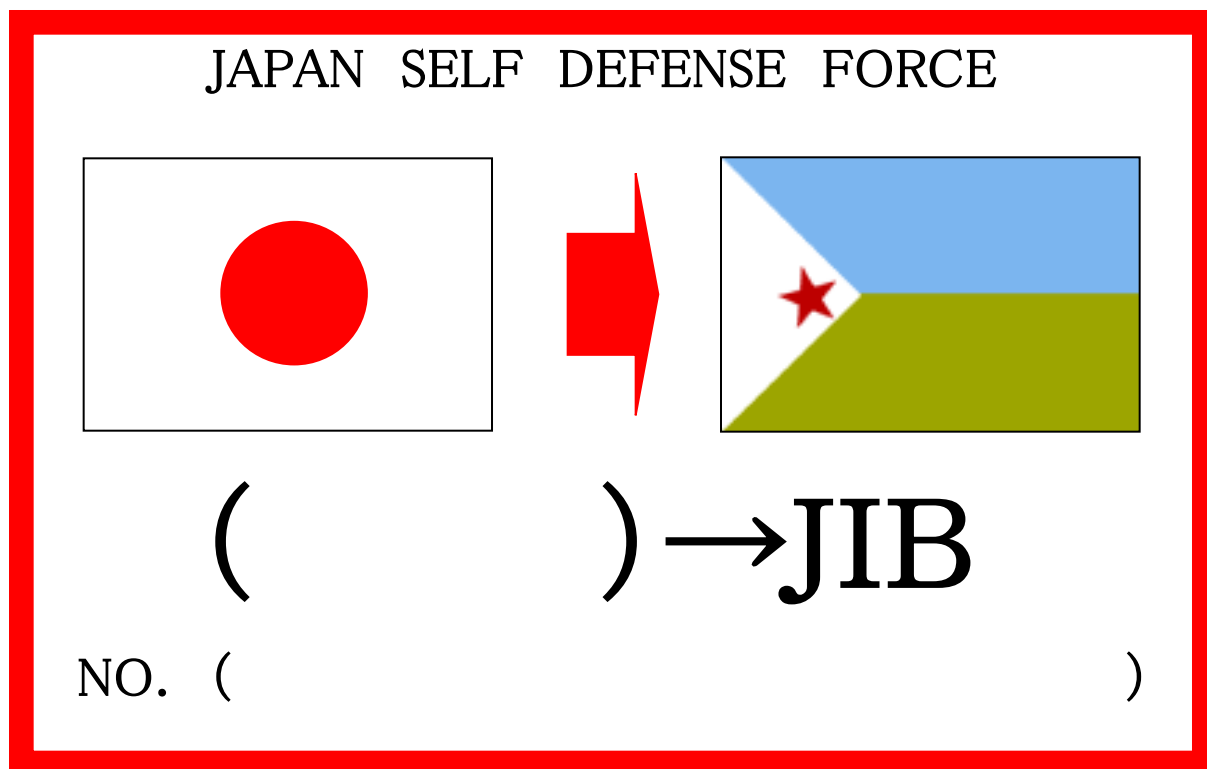 JAPAN SELF DEFENSE FORCE
( )→JIB
NO. ( )